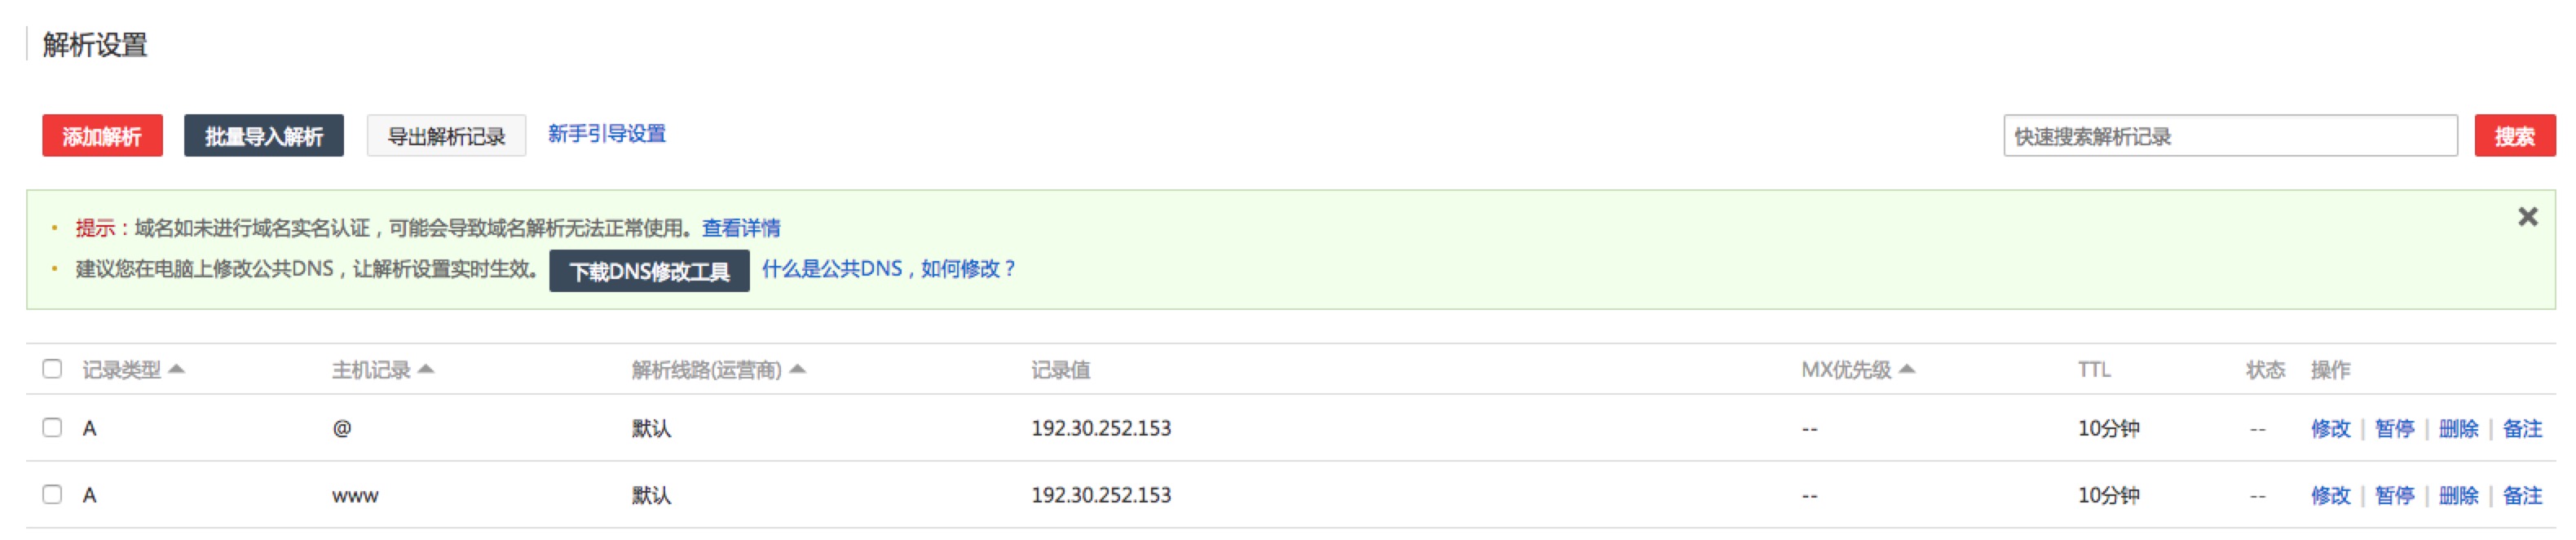 解析设置
添加解析 批量导入解析 导出解析记录 新手引导设置 快速搜索解析记录 搜索
提示：域名如未进行域名实名认证，可能会导致域名解析无法正常使用。查看详情
建议您在电脑上修改公共DNS，让解析设置实时生效。 下载DNS修改工具 什么是公共DNS，如何修改？
记录类型 主机记录 解析线路(运营商) 记录值 MX优先级 TTL 状态 操作
A @ 默认 192.30.252.153 -- 10分钟 -- 修改 | 暂停 | 删除 | 备注
A www 默认 192.30.252.153 -- 10分钟 -- 修改 | 暂停 | 删除 | 备注